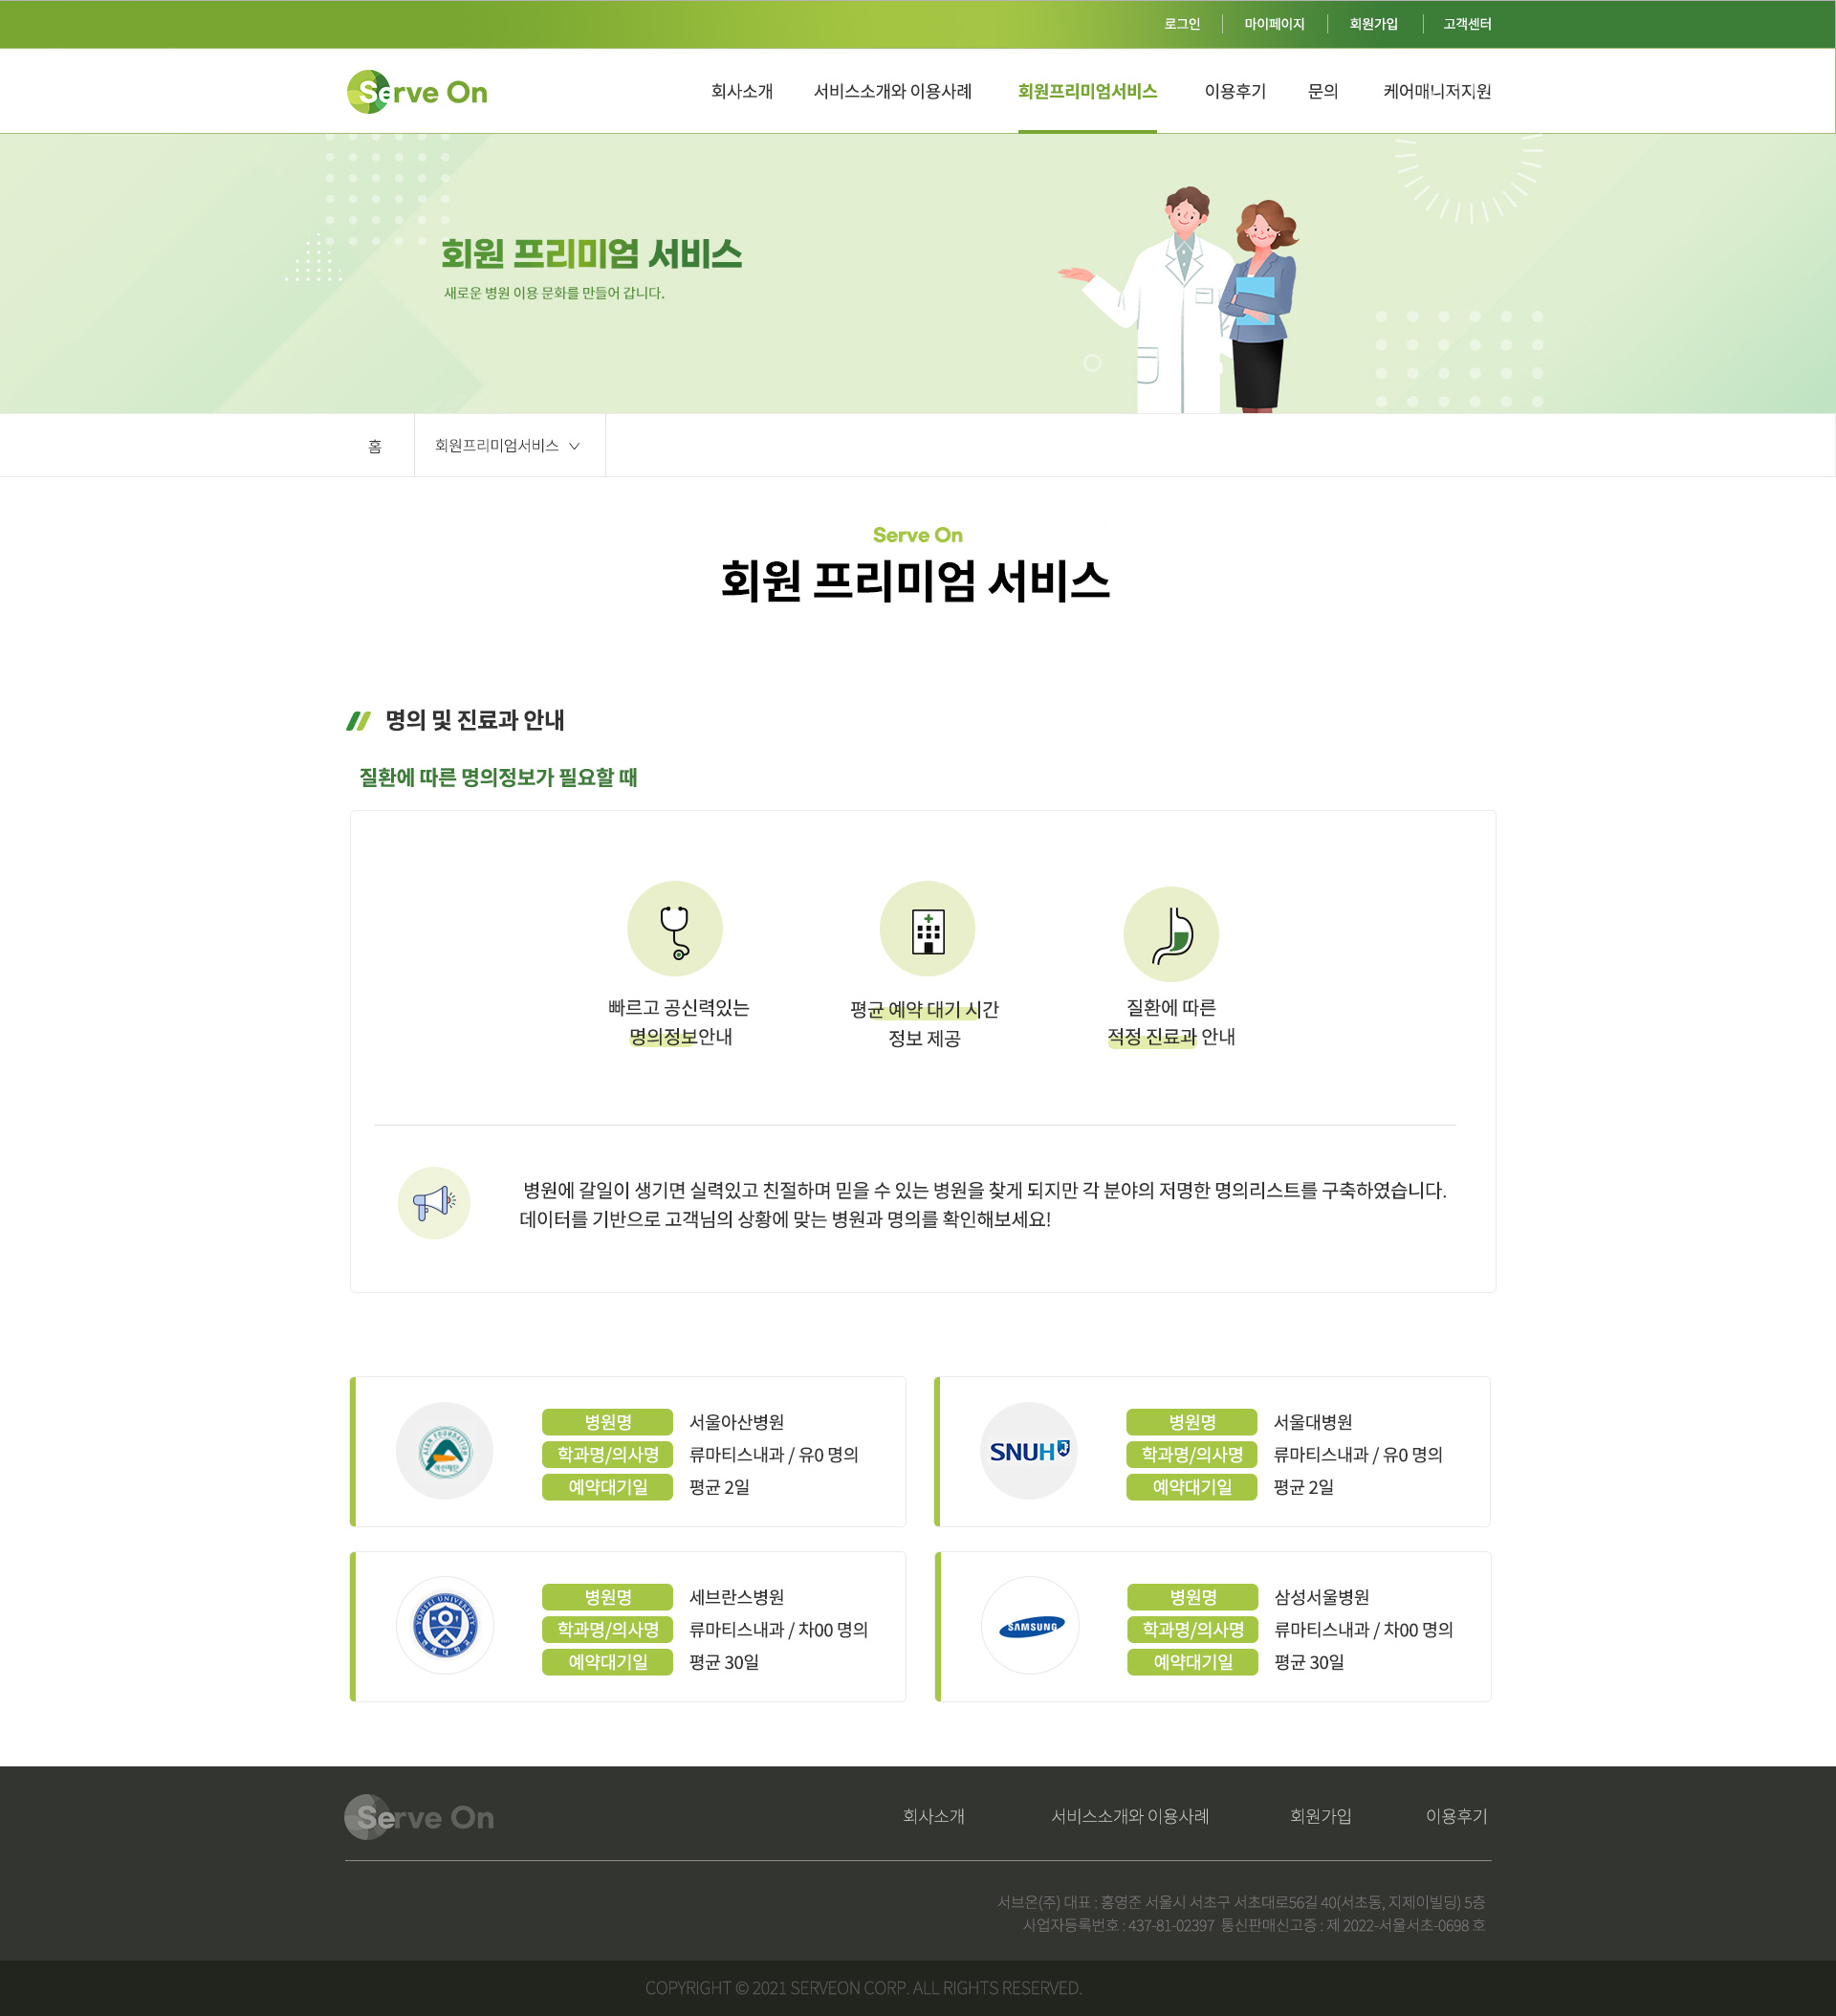 로그인 마이페이지 회원가입 고객센터
Serve On
회사소개 서비스소개와 이용사례 회원프리미엄서비스 이용후기 문의 케어매니저지원
회원 프리미엄 서비스
새로운 병원 이용 문화를 만들어 갑니다.
홈 회원프리미엄서비스
Serve On
회원 프리미엄 서비스
명의 및 진료과 안내
질환에 따른 명의정보가 필요할 때
빠르고 공신력있는
명의정보안내
평균 예약 대기 시간
정보 제공
질환에 따른
적정 진료과 안내
병원에 갈일이 생기면 실력있고 친절하며 믿을 수 있는 병원을 찾게 되지만 각 분야의 저명한 명의리스트를 구축하였습니다.
데이터를 기반으로 고객님의 상황에 맞는 병원과 명의를 확인해보세요!
ASAN FOUNDATION
아산재단
병원명 서울아산병원
학과명/의사명 류마티스내과 / 유0 명의
예약대기일 평균 2일
SNUH
병원명 서울대병원
학과명/의사명 류마티스내과 / 유0 명의
예약대기일 평균 2일
YONSEI UNIVERSITY
연세대학교
병원명 세브란스병원
학과명/의사명 류마티스내과 / 차00 명의
예약대기일 평균 30일
SAMSUNG
병원명 삼성서울병원
학과명/의사명 류마티스내과 / 차00 명의
예약대기일 평균 30일
Serve On
회사소개 서비스소개와 이용사례 회원가입 이용후기
서브온(주) 대표 : 홍영준 서울시 서초구 서초대로56길 40(서초동, 지제이빌딩) 5층
사업자등록번호 : 437-81-02397 통신판매신고증 : 제 2022-서울서초-0698 호
COPYRIGHT © 2021 SERVEON CORP. ALL RIGHTS RESERVED.